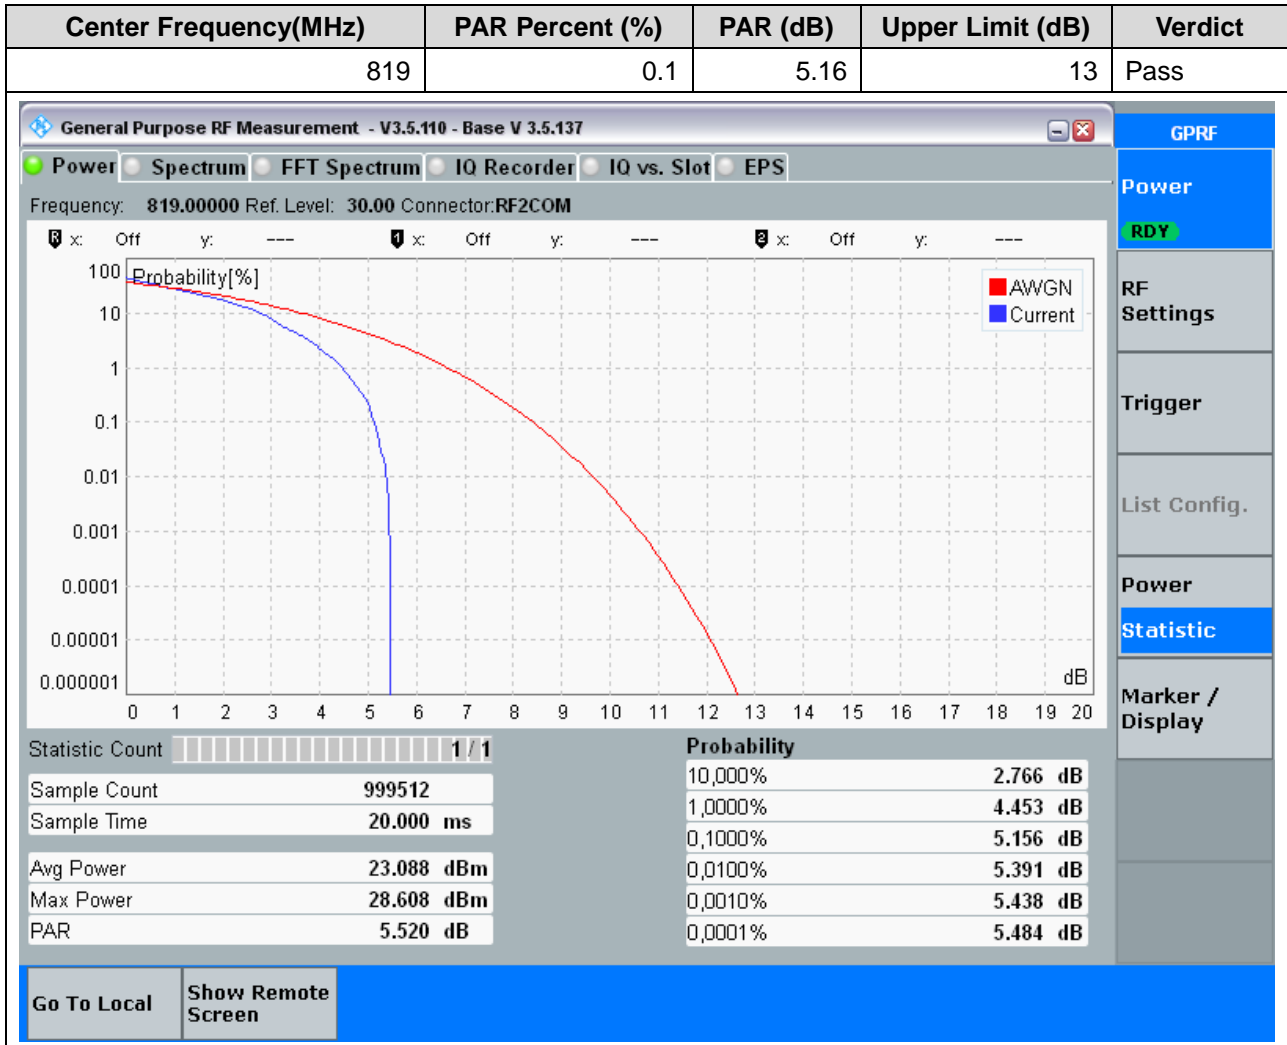 Center Frequency(MHz) PAR Percent (%) PAR (dB) Upper Limit (dB) Verdict
819 0.1 5.16 13 Pass
General Purpose RF Measurement - V3.5.110 - Base V 3.5.137
GPRF
Power Spectrum FFT Spectrum IQ Recorder IQ vs. Slot EPS
Frequency: 819.00000 Ref. Level: 30.00 Connector:RF2COM
R x: Off y: --- 1 x: Off y: --- 2 x: Off y: ---
Probability[%]
AWGN
Current
100
10
1
0.1
0.01
0.001
0.0001
0.00001
0.000001
dB
0 1 2 3 4 5 6 7 8 9 10 11 12 13 14 15 16 17 18 19 20
Statistic Count 1 / 1
Sample Count 999512
Sample Time 20.000 ms
Avg Power 23.088 dBm
Max Power 28.608 dBm
PAR 5.520 dB
Probability
10,000% 2.766 dB
1,0000% 4.453 dB
0,1000% 5.156 dB
0,0100% 5.391 dB
0,0010% 5.438 dB
0,0001% 5.484 dB
Power
RDY
RF
Settings
Trigger
List Config.
Power
Statistic
Marker /
Display
Go To Local
Show Remote
Screen